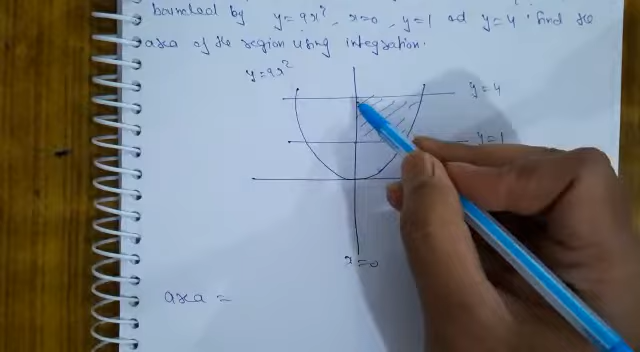 bounded by y=9x², x=0, y=1 ad y=4. find the
area of the region using integration.
y=9x²
y=4
y=1
x=0
area =